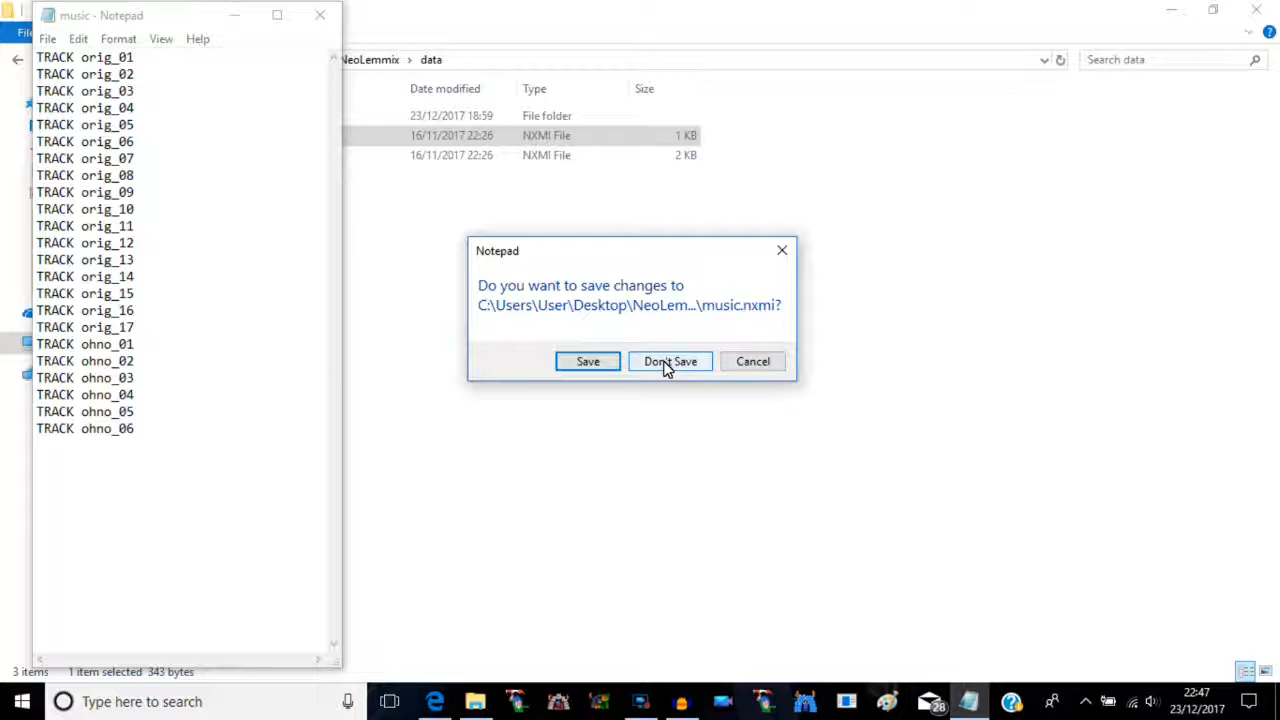 music - Notepad
File Edit Format View Help
TRACK orig_01
TRACK orig_02
TRACK orig_03
TRACK orig_04
TRACK orig_05
TRACK orig_06
TRACK orig_07
TRACK orig_08
TRACK orig_09
TRACK orig_10
TRACK orig_11
TRACK orig_12
TRACK orig_13
TRACK orig_14
TRACK orig_15
TRACK orig_16
TRACK orig_17
TRACK ohno_01
TRACK ohno_02
TRACK ohno_03
TRACK ohno_04
TRACK ohno_05
TRACK ohno_06
NeoLemmix > data
Search data
Date modified Type Size
23/12/2017 18:59 File folder
16/11/2017 22:26 NXMI File 1 KB
16/11/2017 22:26 NXMI File 2 KB
Notepad
Do you want to save changes to
C:\Users\User\Desktop\NeoLem...\music.nxmi?
Save Don't Save Cancel
3 items 1 item selected 343 bytes
Type here to search
28
22:47
23/12/2017